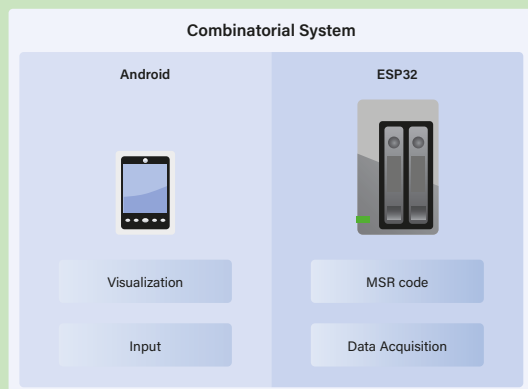 Combinatorial System
Android
ESP32
Visualization
MSR code
Input
Data Acquisition